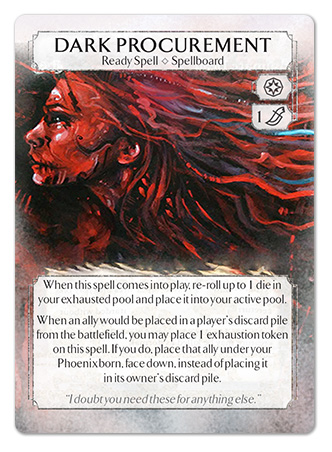 DARK PROCUREMENT
Ready Spell ⬦ Spellboard
1
When this spell comes into play, re-roll up to 1 die in
your exhausted pool and place it into your active pool.
When an ally would be placed in a player's discard pile
from the battlefield, you may place 1 exhaustion token
on this spell. If you do, place that ally under your
Phoenixborn, face down, instead of placing it
in its owner's discard pile.
"I doubt you need these for anything else."